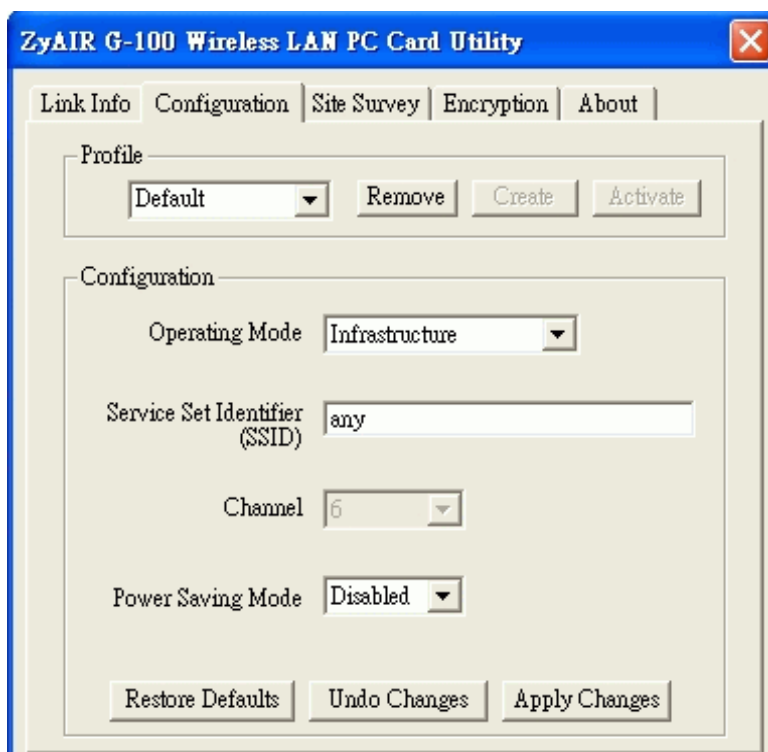 ZyAIR G-100 Wireless LAN PC Card Utility
Link Info
Configuration
Site Survey
Encryption
About
Profile
Default
Remove
Create
Activate
Configuration
Operating Mode
Infrastructure
Service Set Identifier
(SSID)
any
Channel
6
Power Saving Mode
Disabled
Restore Defaults
Undo Changes
Apply Changes